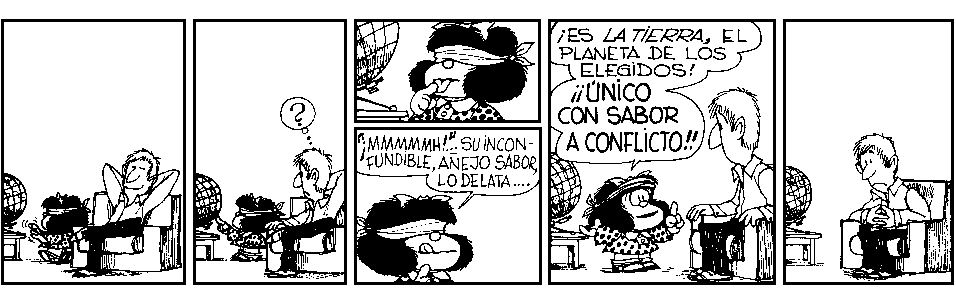 ?
"¡MMMMMMH!"... SU INCON-
FUNDIBLE, AÑEJO SABOR,
LO DELATA....
¡ES LA TIERRA, EL
PLANETA DE LOS
ELEGIDOS!
¡¡ÚNICO
CON SABOR
A CONFLICTO!!